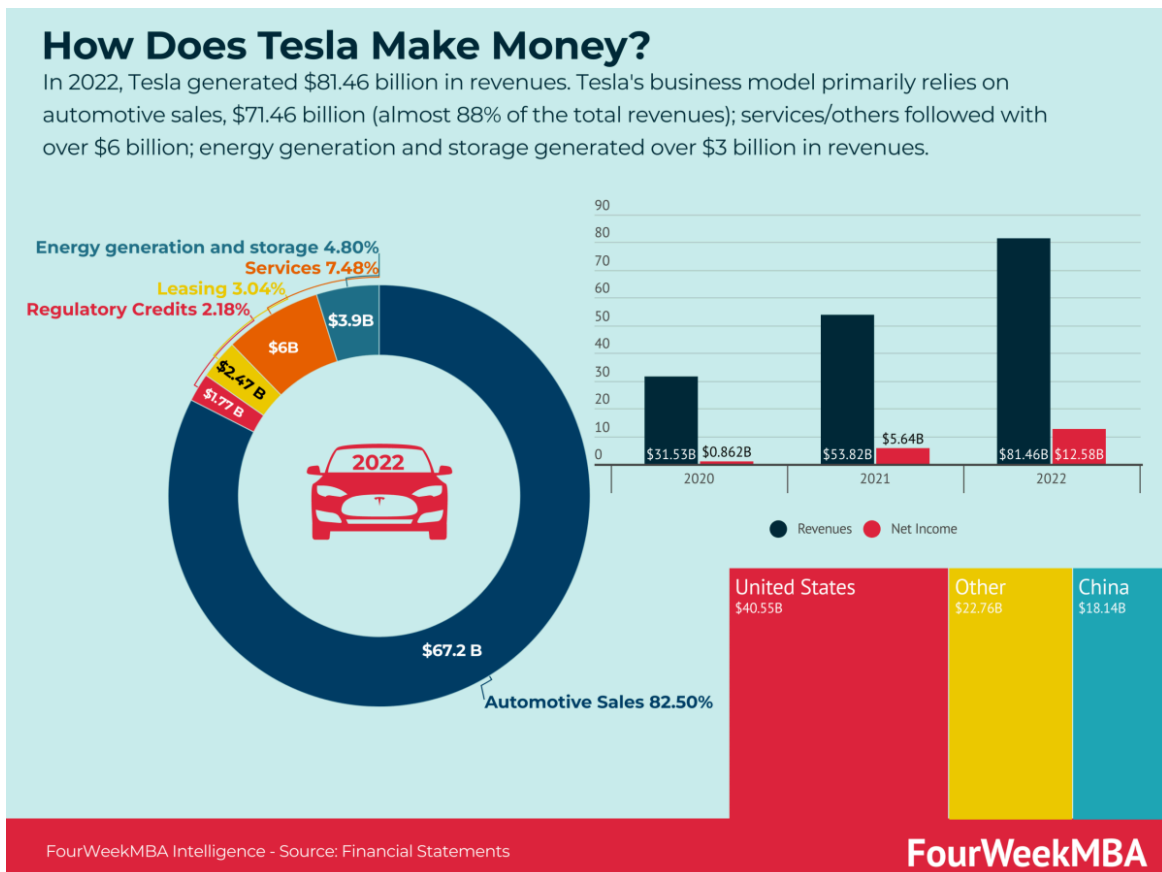 How Does Tesla Make Money?
In 2022, Tesla generated $81.46 billion in revenues. Tesla's business model primarily relies on
automotive sales, $71.46 billion (almost 88% of the total revenues); services/others followed with
over $6 billion; energy generation and storage generated over $3 billion in revenues.
Energy generation and storage 4.80%
Services 7.48%
Leasing 3.04%
Regulatory Credits 2.18%
$3.9B
$6B
$2.47 B
$1.77 B
2022
$67.2 B
Automotive Sales 82.50%
90
80
70
60
50
40
30
20
10
0
$31.53B
$0.862B
$53.82B
$5.64B
$81.46B
$12.58B
2020
2021
2022
Revenues
Net Income
United States
$40.55B
Other
$22.76B
China
$18.14B
FourWeekMBA Intelligence - Source: Financial Statements
FourWeekMBA